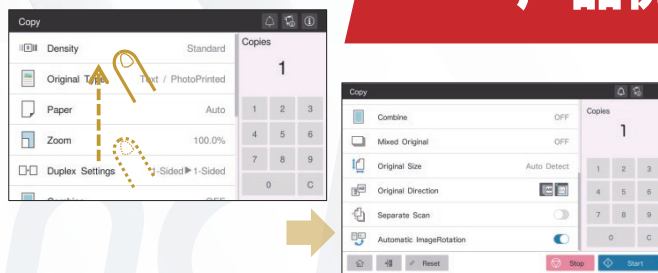 Copy
Density Standard
Original Type Text / PhotoPrinted
Paper Auto
Zoom 100.0%
Duplex Settings 1-Sided▶1-Sided
OFF
Copies
1
1 2 3
4 5 6
7 8 9
0 C
Copy
Combine OFF
Mixed Original OFF
Original Size Auto Detect
Original Direction
Separate Scan
Automatic ImageRotation
Reset
Copies
1
1 2 3
4 5 6
7 8 9
0 C
Stop Start